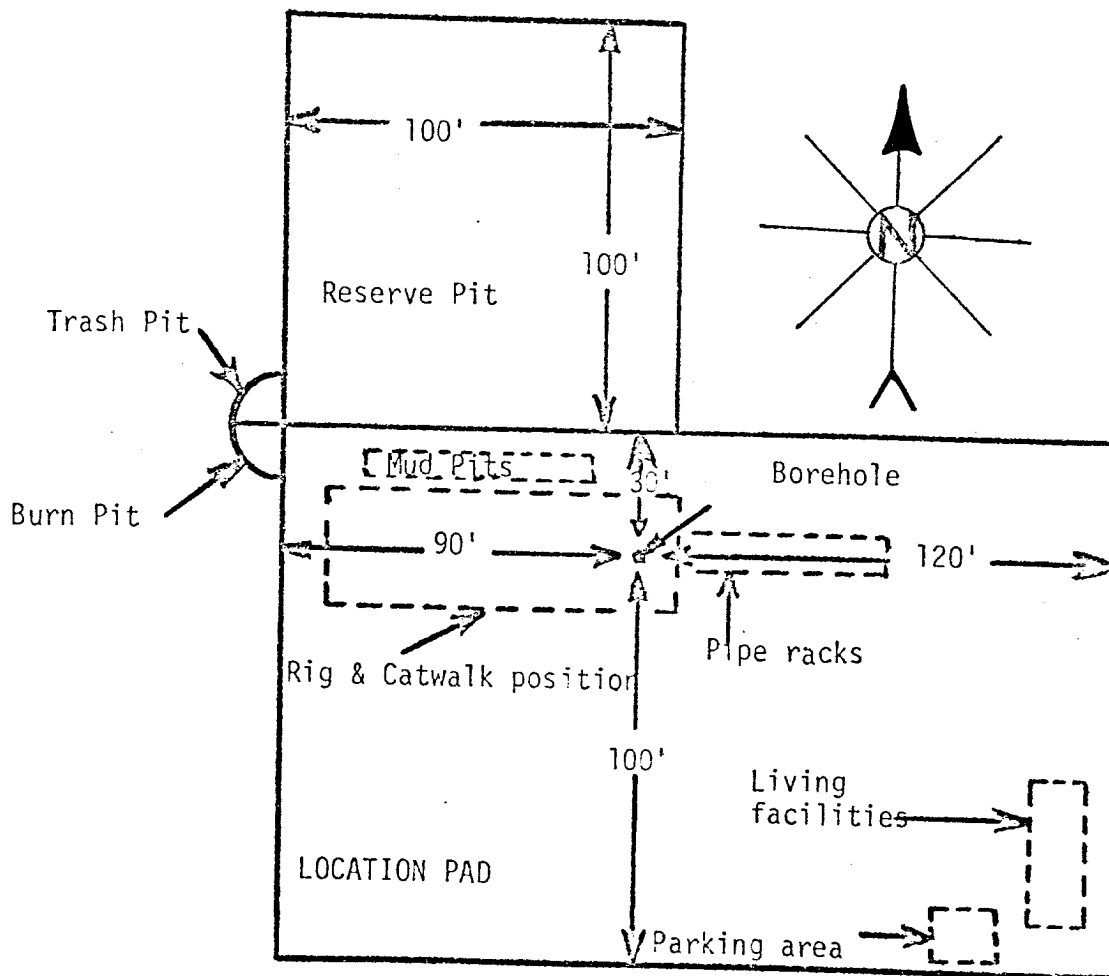 100'
N
100'
Reserve Pit
Trash Pit
Mud Pits
Borehole
30'
Burn Pit
90'
120'
Pipe racks
Rig & Catwalk position
100'
Living
facilities
LOCATION PAD
Parking area